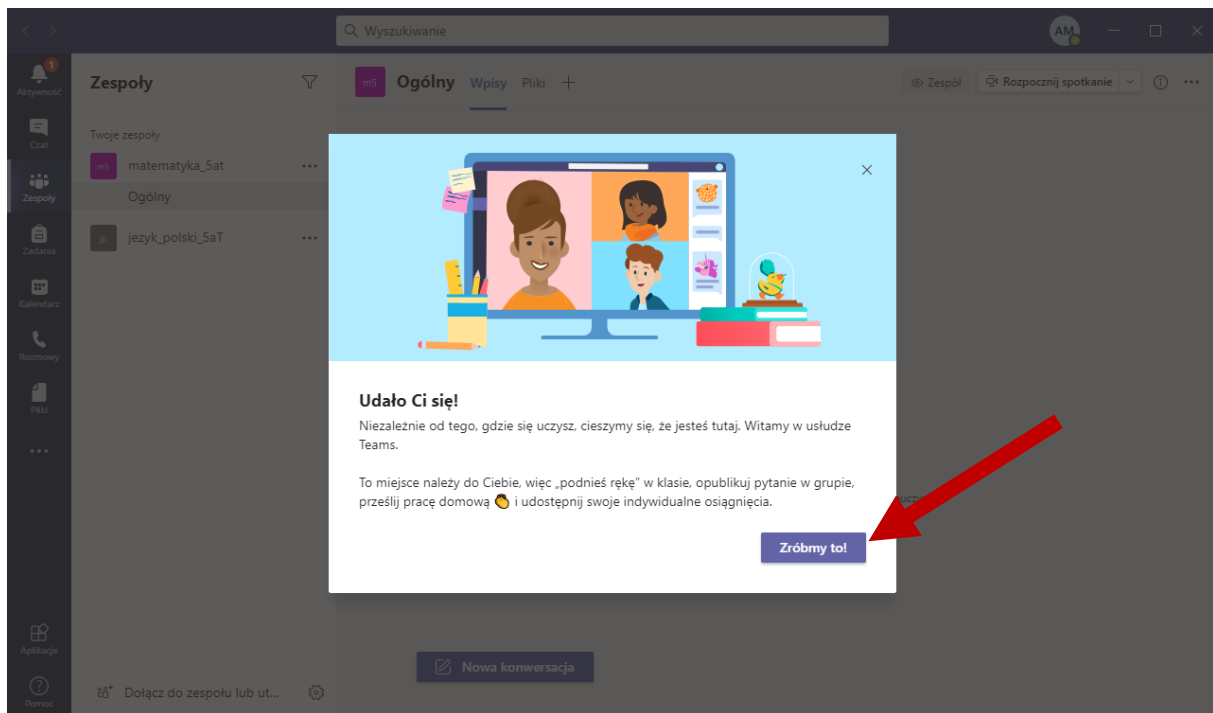 Wyszukiwanie
AM
1
Aktywność
Czat
Zespoły
Zadania
Kalendarz
Rozmowy
Pliki
Aplikacje
Pomoc
Zespoły
Twoje zespoły
m5 matematyka_5at
Ogólny
jezyk_polski_5aT
Dołącz do zespołu lub ut...
m5 Ogólny Wpisy Pliki
Zespół Rozpocznij spotkanie
Udało Ci się!
Niezależnie od tego, gdzie się uczysz, cieszymy się, że jesteś tutaj. Witamy w usłudze
Teams.
To miejsce należy do Ciebie, więc „podnieś rękę” w klasie, opublikuj pytanie w grupie,
prześlij pracę domową 👏 i udostępnij swoje indywidualne osiągnięcia.
Zróbmy to!
Nowa konwersacja